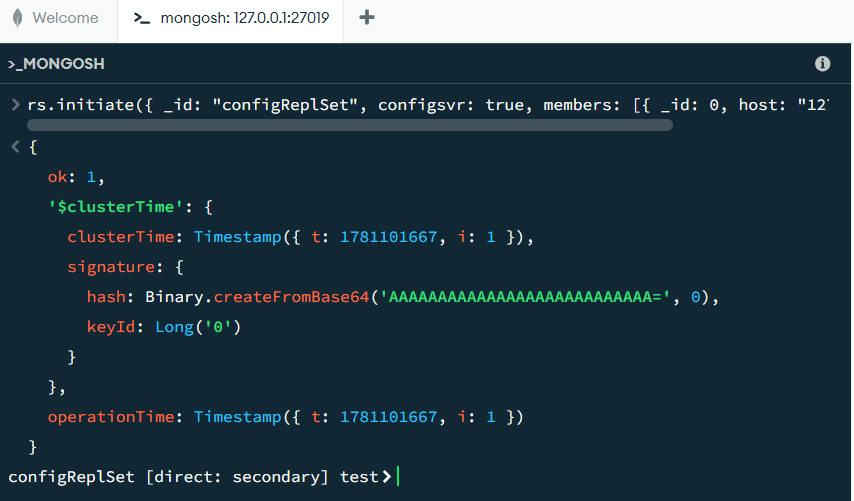 Welcome
>_ mongosh: 127.0.0.1:27019
>_MONGOSH
> rs.initiate({ _id: "configReplSet", configsvr: true, members: [{ _id: 0, host: "127
< {
ok: 1,
'$clusterTime': {
clusterTime: Timestamp({ t: 1781101667, i: 1 }),
signature: {
hash: Binary.createFromBase64('AAAAAAAAAAAAAAAAAAAAAAAAAAA=', 0),
keyId: Long('0')
}
},
operationTime: Timestamp({ t: 1781101667, i: 1 })
}
configReplSet [direct: secondary] test>